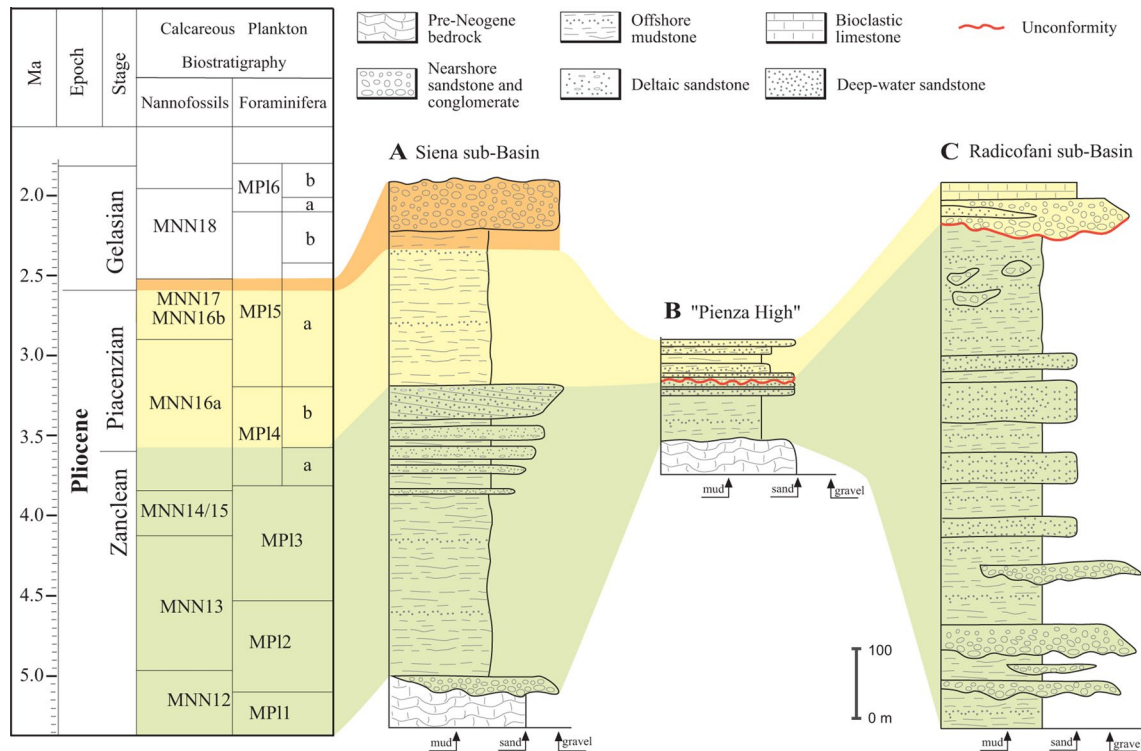 Ma
Epoch
Stage
Calcareous Plankton
Biostratigraphy
Nannofossils
Foraminifera
Pre-Neogene
bedrock
Offshore
mudstone
Bioclastic
limestone
Unconformity
Nearshore
sandstone and
conglomerate
Deltaic sandstone
Deep-water sandstone
2.0
2.5
3.0
3.5
4.0
4.5
5.0
Pliocene
Gelasian
Piacenzian
Zanclean
MNN18
MNN17
MNN16b
MNN16a
MNN14/15
MNN13
MNN12
MPl6
b
a
b
MPl5
a
MPl4
b
a
MPl3
MPl2
MPl1
A Siena sub-Basin
mud
sand
gravel
B "Pienza High"
mud
sand
gravel
100
0 m
C Radicofani sub-Basin
mud
sand
gravel